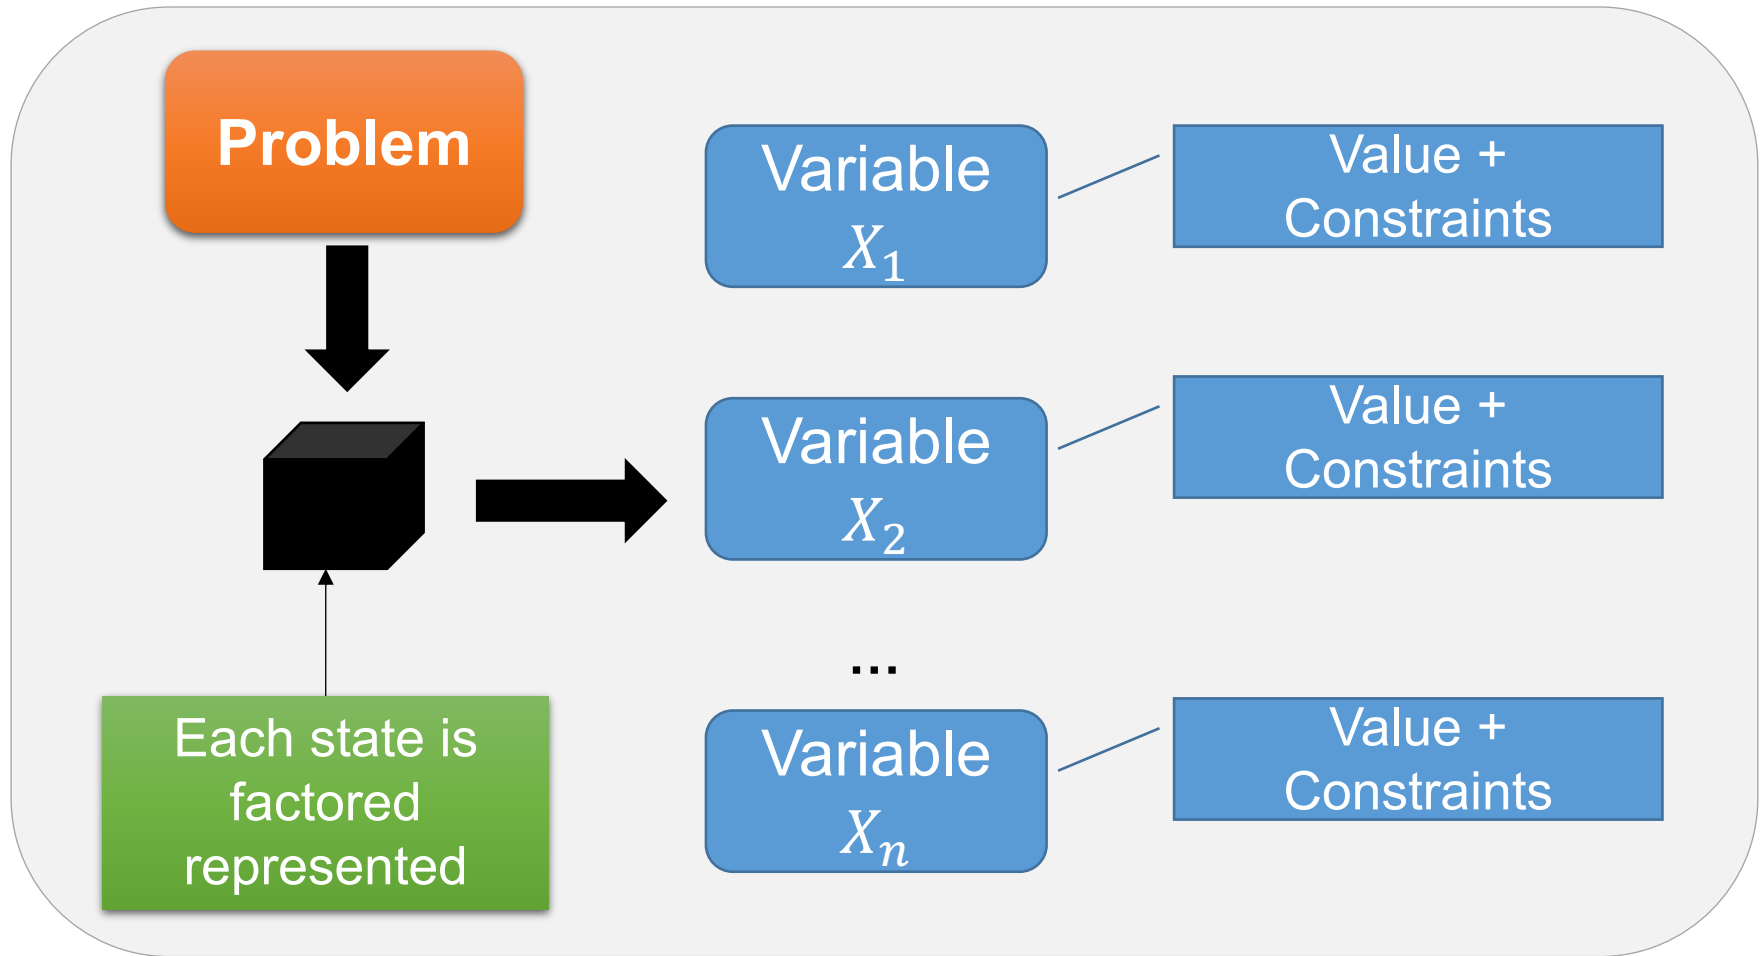 Problem
Each state is
factored
represented
Variable
X₁
Value +
Constraints
Variable
X₂
Value +
Constraints
...
Variable
Xₙ
Value +
Constraints